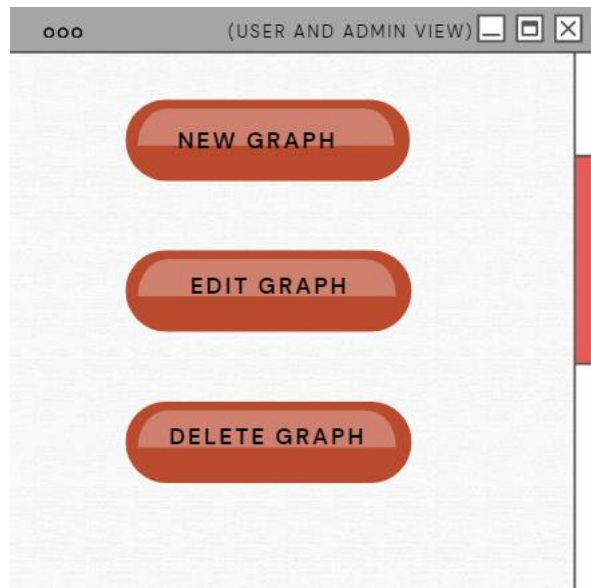 ooo (USER AND ADMIN VIEW)
NEW GRAPH
EDIT GRAPH
DELETE GRAPH